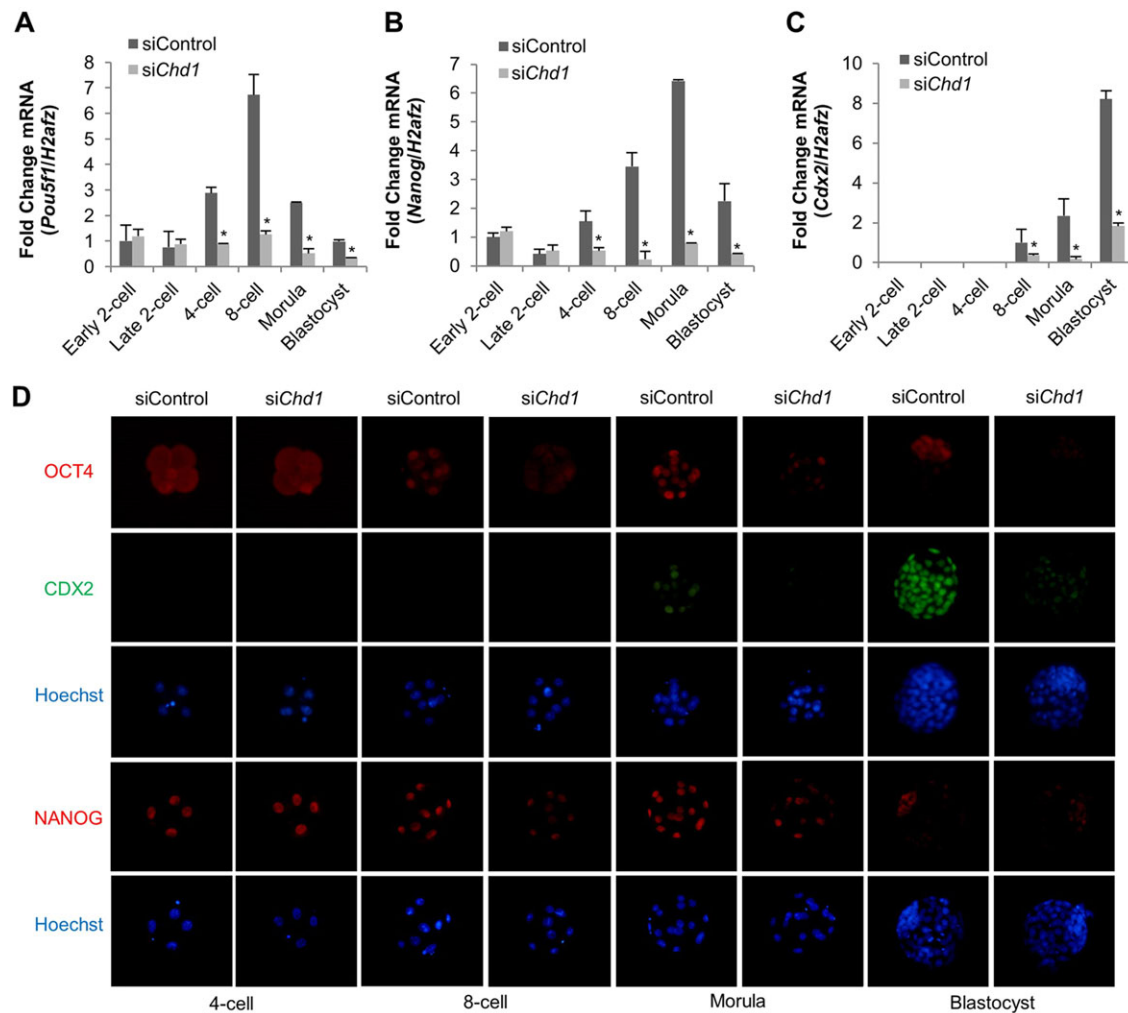 A
siControl
siChd1
Fold Change mRNA
(Pou5f1/H2afz)
8
7
6
5
4
3
2
1
0
*
*
*
*
Early 2-cell
Late 2-cell
4-cell
8-cell
Morula
Blastocyst
B
siControl
siChd1
Fold Change mRNA
(Nanog/H2afz)
7
6
5
4
3
2
1
0
*
*
*
*
Early 2-cell
Late 2-cell
4-cell
8-cell
Morula
Blastocyst
C
siControl
siChd1
Fold Change mRNA
(Cdx2/H2afz)
10
8
6
4
2
0
*
*
*
Early 2-cell
Late 2-cell
4-cell
8-cell
Morula
Blastocyst
D
siControl siChd1 siControl siChd1 siControl siChd1 siControl siChd1
OCT4
CDX2
Hoechst
NANOG
Hoechst
4-cell 8-cell Morula Blastocyst